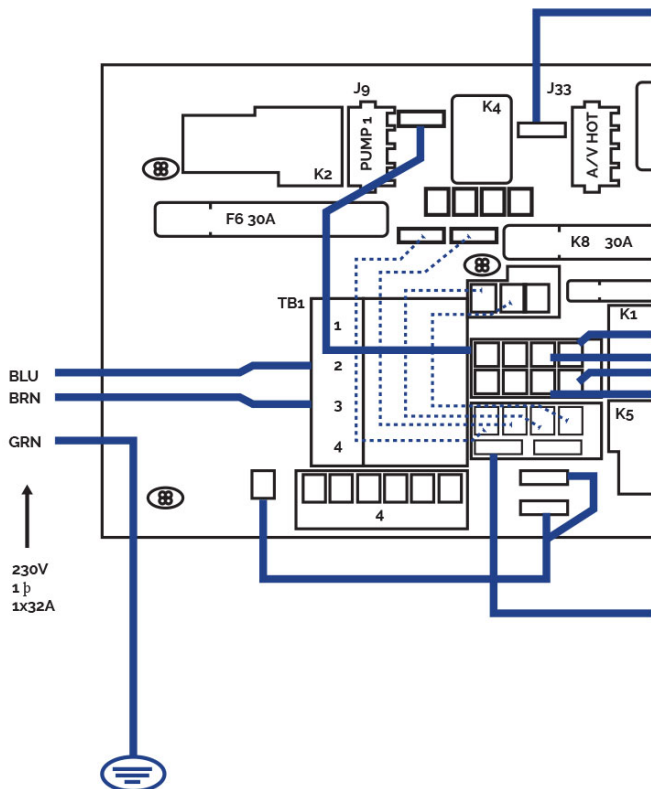 J9
J33
K4
PUMP 1
A/V HOT
K2
F6 30A
K8 30A
TB1
K1
1
2
BLU
BRN
3
K5
GRN
4
4
230V
1 þ
1x32A